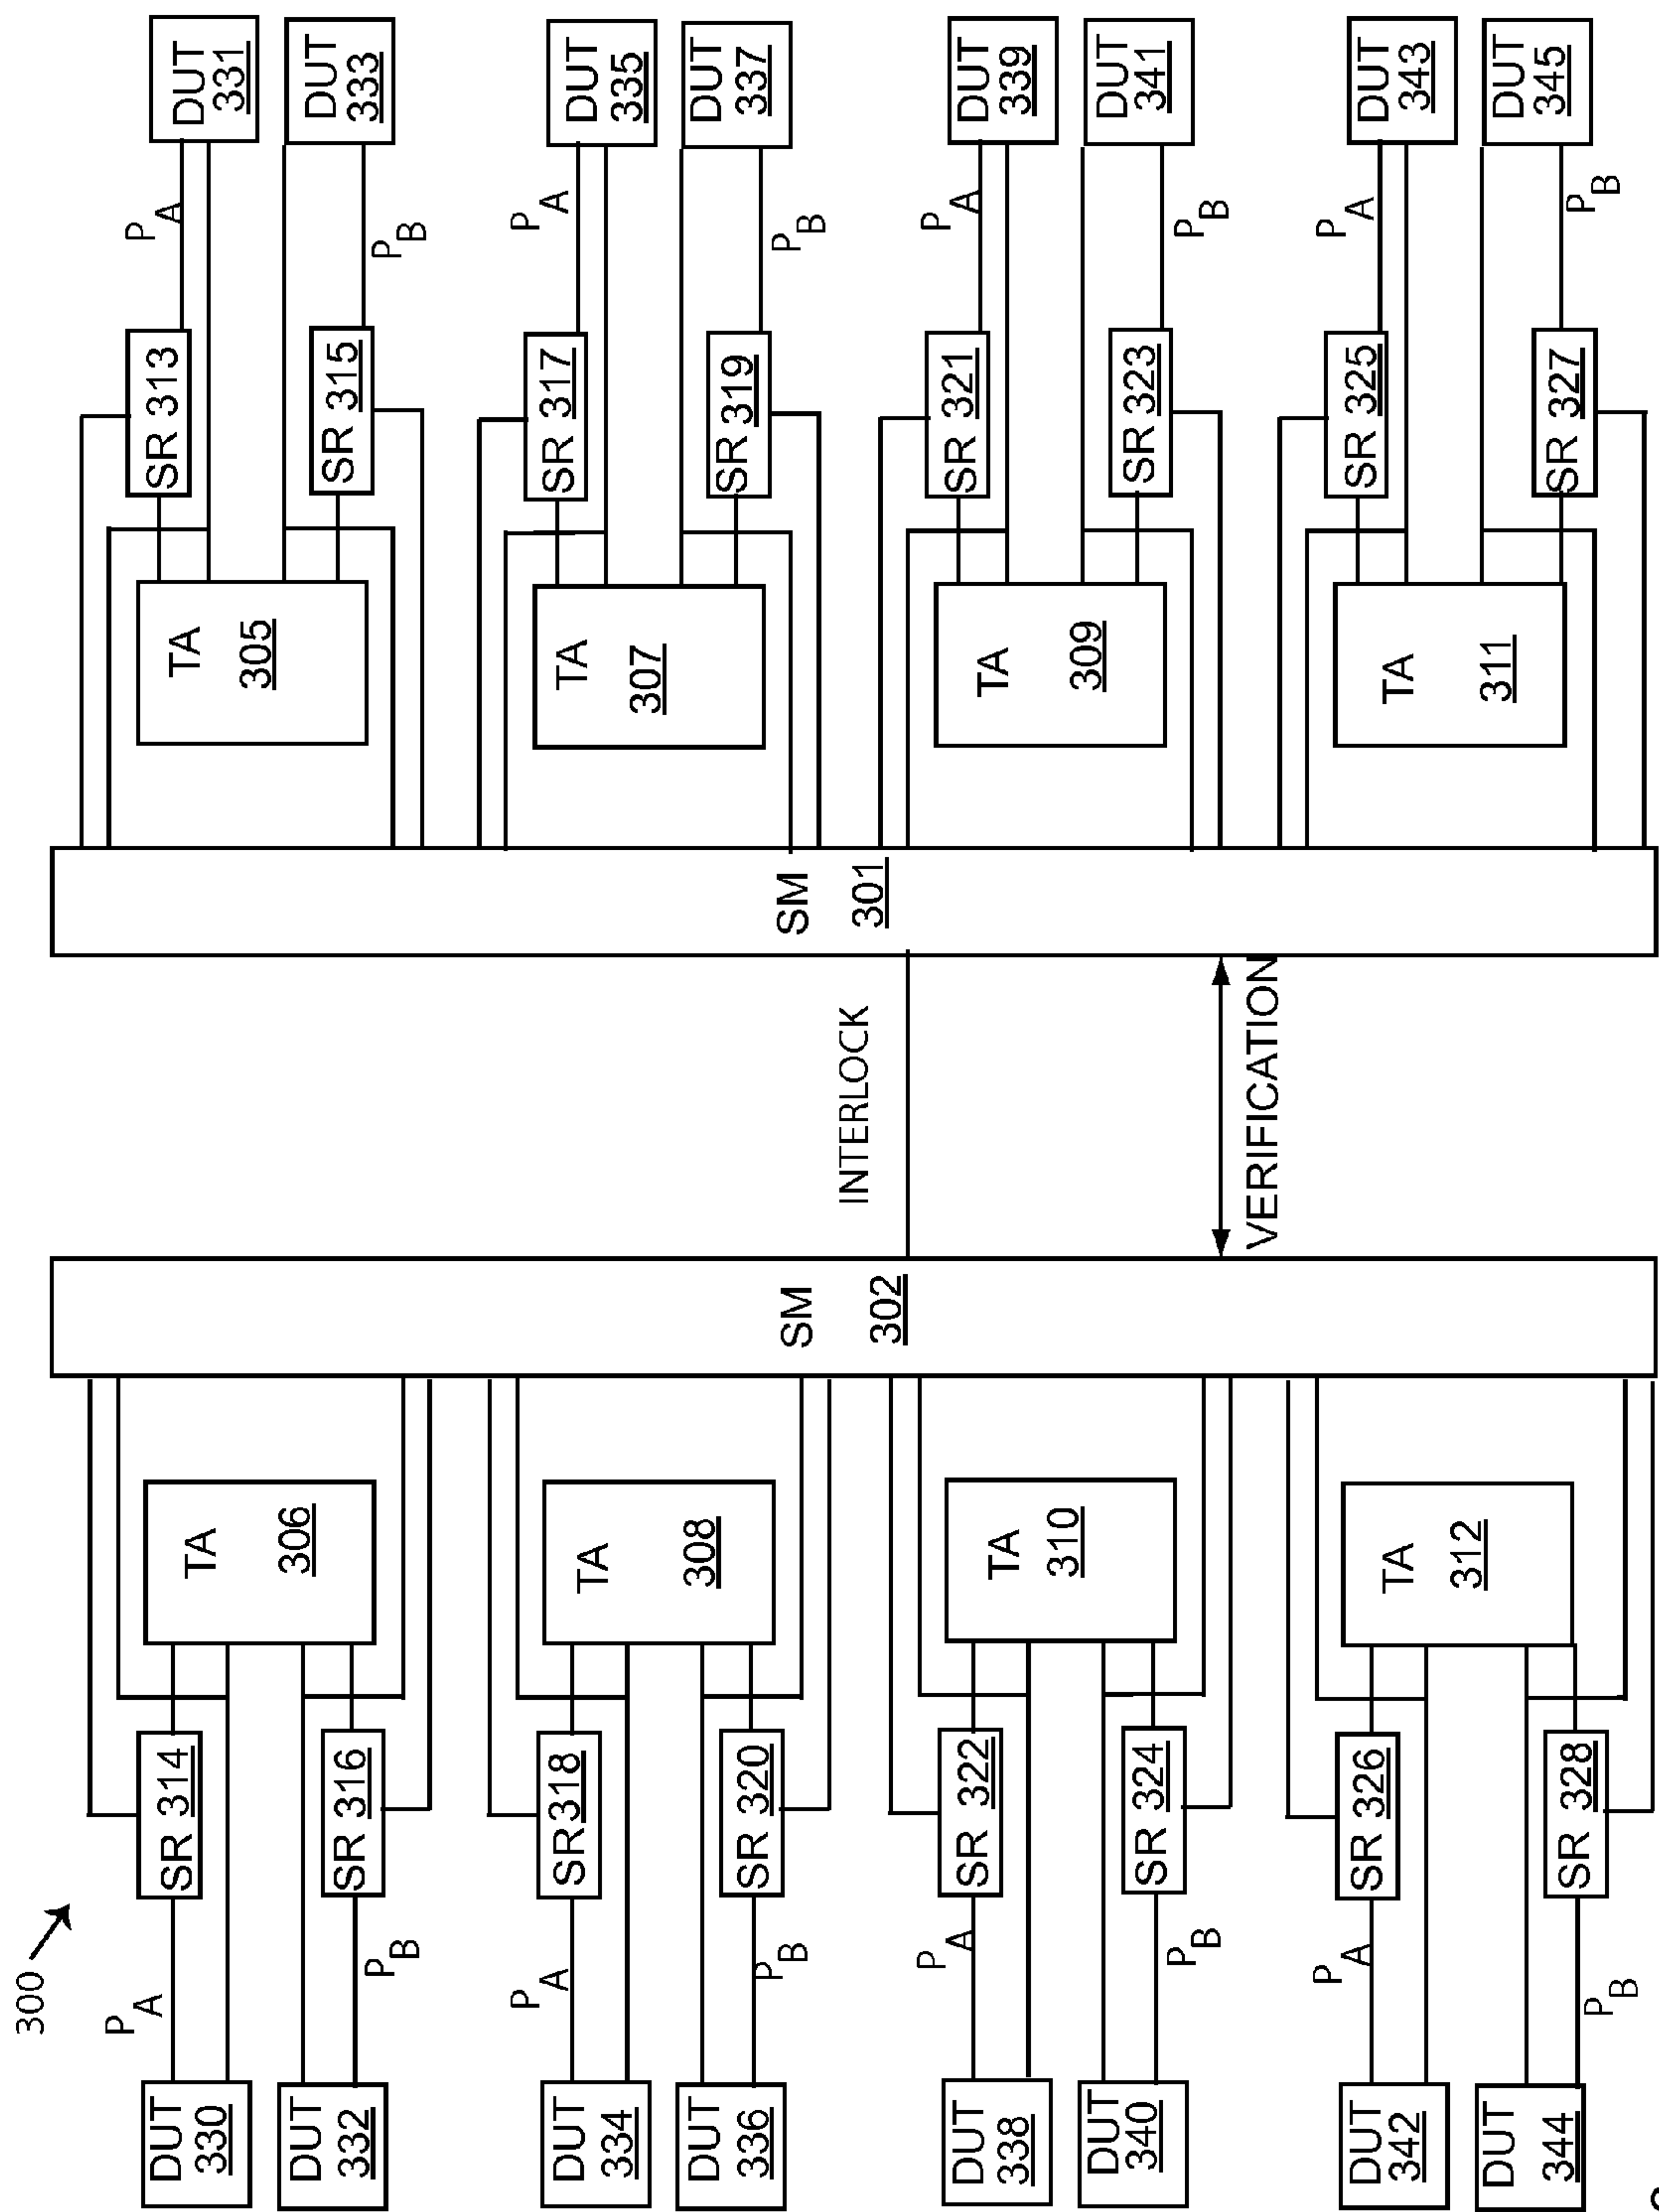 300
P A
DUT 330
SR 314
TA 306
TA 305
SR 313
P A
DUT 331
DUT 332
P B
SR 316
SR 315
P B
DUT 333
DUT 334
P A
SR 318
TA 308
TA 307
SR 317
P A
DUT 335
DUT 336
P B
SR 320
SR 319
P B
DUT 337
SM 302
INTERLOCK
SM 301
DUT 338
P A
SR 322
TA 310
TA 309
SR 321
P A
DUT 339
DUT 340
P B
SR 324
VERIFICATION
SR 323
P B
DUT 341
DUT 342
P A
SR 326
TA 312
TA 311
SR 325
P A
DUT 343
DUT 344
P B
SR 328
SR 327
P B
DUT 345